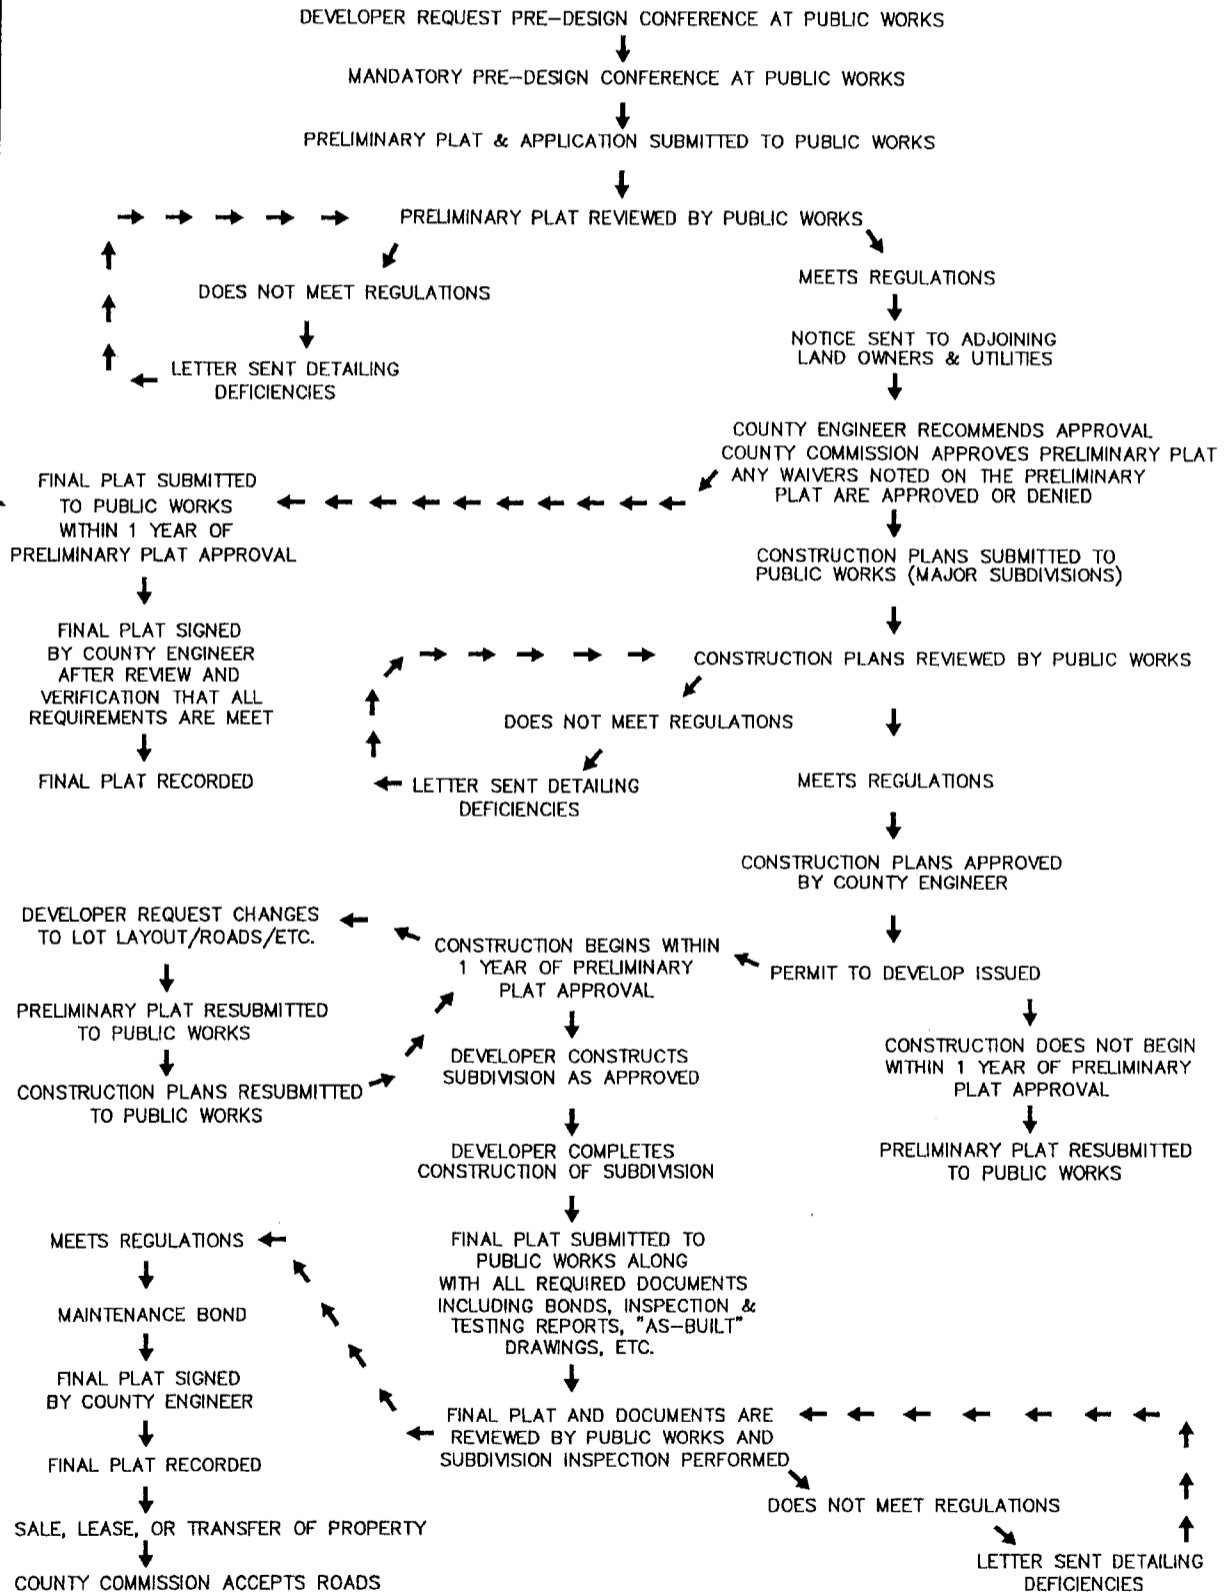 DEVELOPER REQUEST PRE-DESIGN CONFERENCE AT PUBLIC WORKS
MANDATORY PRE-DESIGN CONFERENCE AT PUBLIC WORKS
PRELIMINARY PLAT & APPLICATION SUBMITTED TO PUBLIC WORKS
PRELIMINARY PLAT REVIEWED BY PUBLIC WORKS
DOES NOT MEET REGULATIONS
LETTER SENT DETAILING
DEFICIENCIES
MEETS REGULATIONS
NOTICE SENT TO ADJOINING
LAND OWNERS & UTILITIES
COUNTY ENGINEER RECOMMENDS APPROVAL
COUNTY COMMISSION APPROVES PRELIMINARY PLAT
ANY WAIVERS NOTED ON THE PRELIMINARY
PLAT ARE APPROVED OR DENIED
FINAL PLAT SUBMITTED
TO PUBLIC WORKS
WITHIN 1 YEAR OF
PRELIMINARY PLAT APPROVAL
FINAL PLAT SIGNED
BY COUNTY ENGINEER
AFTER REVIEW AND
VERIFICATION THAT ALL
REQUIREMENTS ARE MEET
FINAL PLAT RECORDED
CONSTRUCTION PLANS SUBMITTED TO
PUBLIC WORKS (MAJOR SUBDIVISIONS)
CONSTRUCTION PLANS REVIEWED BY PUBLIC WORKS
DOES NOT MEET REGULATIONS
LETTER SENT DETAILING
DEFICIENCIES
MEETS REGULATIONS
CONSTRUCTION PLANS APPROVED
BY COUNTY ENGINEER
PERMIT TO DEVELOP ISSUED
CONSTRUCTION DOES NOT BEGIN
WITHIN 1 YEAR OF PRELIMINARY
PLAT APPROVAL
PRELIMINARY PLAT RESUBMITTED
TO PUBLIC WORKS
CONSTRUCTION BEGINS WITHIN
1 YEAR OF PRELIMINARY
PLAT APPROVAL
DEVELOPER REQUEST CHANGES
TO LOT LAYOUT/ROADS/ETC.
PRELIMINARY PLAT RESUBMITTED
TO PUBLIC WORKS
CONSTRUCTION PLANS RESUBMITTED
TO PUBLIC WORKS
DEVELOPER CONSTRUCTS
SUBDIVISION AS APPROVED
DEVELOPER COMPLETES
CONSTRUCTION OF SUBDIVISION
FINAL PLAT SUBMITTED TO
PUBLIC WORKS ALONG
WITH ALL REQUIRED DOCUMENTS
INCLUDING BONDS, INSPECTION &
TESTING REPORTS, "AS-BUILT"
DRAWINGS, ETC.
FINAL PLAT AND DOCUMENTS ARE
REVIEWED BY PUBLIC WORKS AND
SUBDIVISION INSPECTION PERFORMED
DOES NOT MEET REGULATIONS
LETTER SENT DETAILING
DEFICIENCIES
MEETS REGULATIONS
MAINTENANCE BOND
FINAL PLAT SIGNED
BY COUNTY ENGINEER
FINAL PLAT RECORDED
SALE, LEASE, OR TRANSFER OF PROPERTY
COUNTY COMMISSION ACCEPTS ROADS